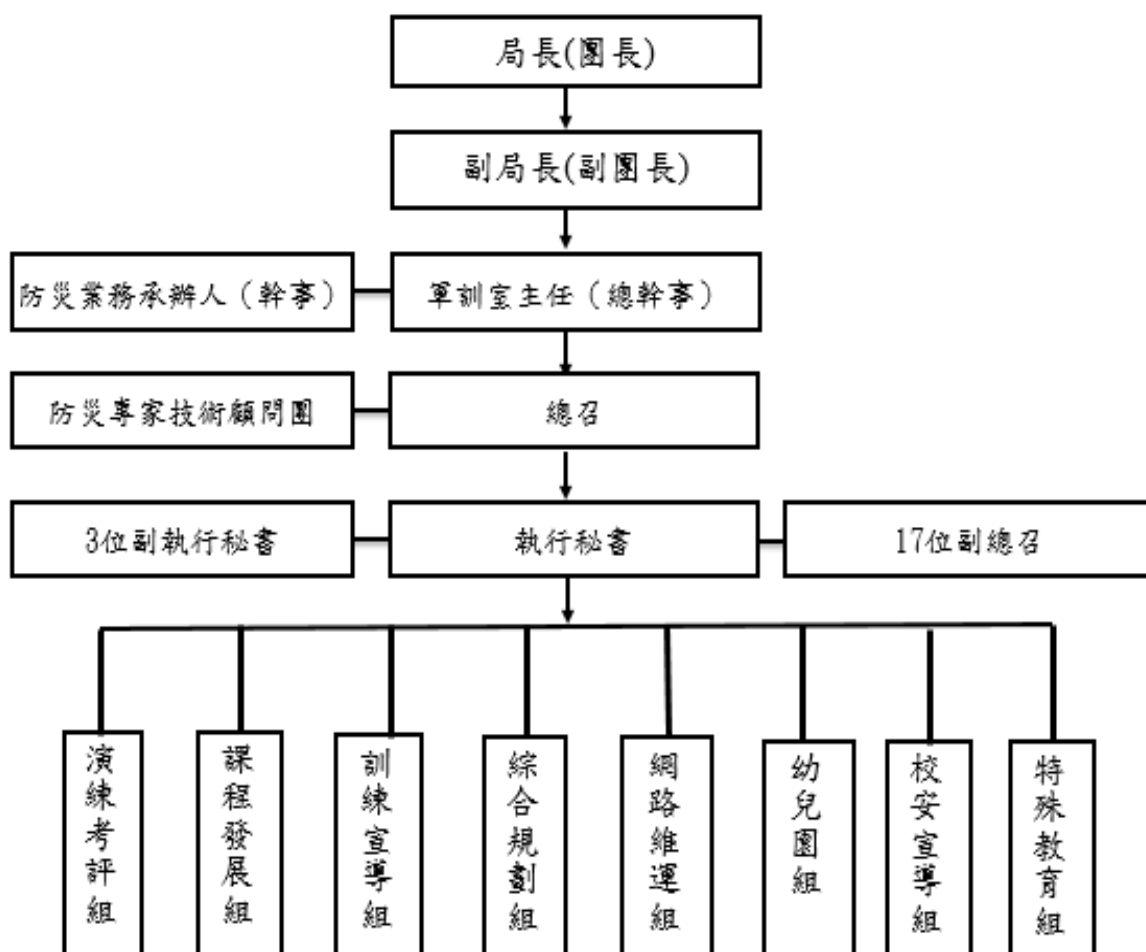 局長(團長)
副局長(副團長)
防災業務承辦人（幹事）
軍訓室主任（總幹事）
防災專家技術顧問團
總召
3位副執行秘書
執行秘書
17位副總召
演練考評組
課程發展組
訓練宣導組
綜合規劃組
網路維運組
幼兒園組
校安宣導組
特殊教育組